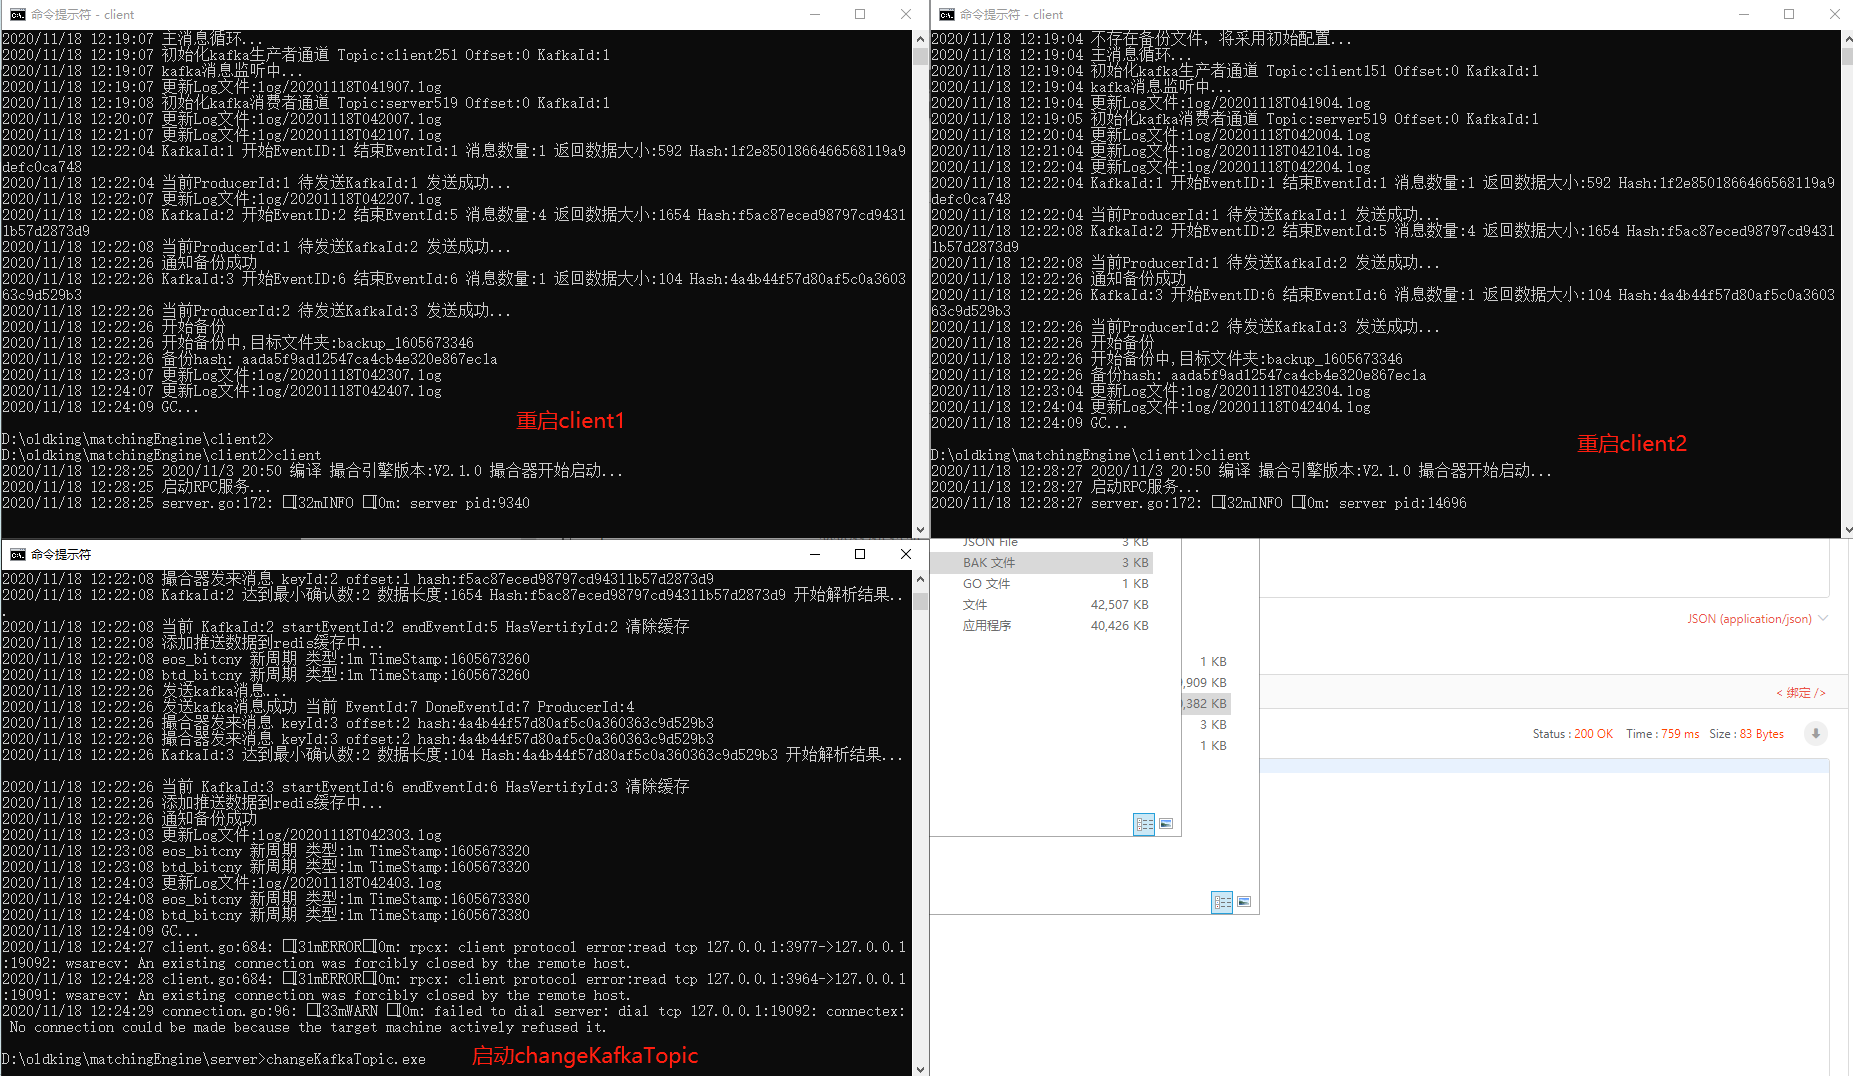 命令提示符 - client
2020/11/18 12:19:07 主消息循环...
2020/11/18 12:19:07 初始化kafka生产者通道 Topic:client251 Offset:0 KafkaId:1
2020/11/18 12:19:07 kafka消息监听中...
2020/11/18 12:19:07 更新Log文件:log/20201118T041907.log
2020/11/18 12:19:08 初始化kafka消费者通道 Topic:server519 Offset:0 KafkaId:1
2020/11/18 12:20:07 更新Log文件:log/20201118T042007.log
2020/11/18 12:21:07 更新Log文件:log/20201118T042107.log
2020/11/18 12:22:04 KafkaId:1 开始EventID:1 结束EventId:1 消息数量:1 返回数据大小:592 Hash:1f2e8501866466568119a9
defc0ca748
2020/11/18 12:22:04 当前ProducerId:1 待发送KafkaId:1 发送成功...
2020/11/18 12:22:07 更新Log文件:log/20201118T042207.log
2020/11/18 12:22:08 KafkaId:2 开始EventID:2 结束EventId:5 消息数量:4 返回数据大小:1654 Hash:f5ac87eced98797cd9431
1b57d2873d9
2020/11/18 12:22:08 当前ProducerId:1 待发送KafkaId:2 发送成功...
2020/11/18 12:22:26 通知备份成功
2020/11/18 12:22:26 KafkaId:3 开始EventID:6 结束EventId:6 消息数量:1 返回数据大小:104 Hash:4a4b44f57d80af5c0a3603
63c9d529b3
2020/11/18 12:22:26 当前ProducerId:2 待发送KafkaId:3 发送成功...
2020/11/18 12:22:26 开始备份
2020/11/18 12:22:26 开始备份中,目标文件夹:backup_1605673346
2020/11/18 12:22:26 备份hash: aada5f9ad12547ca4cb4e320e867ec1a
2020/11/18 12:23:07 更新Log文件:log/20201118T042307.log
2020/11/18 12:24:07 更新Log文件:log/20201118T042407.log
2020/11/18 12:24:09 GC...
重启client1
D:\oldking\matchingEngine\client2>
D:\oldking\matchingEngine\client2>client
2020/11/18 12:28:25 2020/11/3 20:50 编译 撮合引擎版本:V2.1.0 撮合器开始启动...
2020/11/18 12:28:25 启动RPC服务...
2020/11/18 12:28:25 server.go:172: [32mINFO [0m: server pid:9340
命令提示符 - client
2020/11/18 12:19:04 不存在备份文件，将采用初始配置...
2020/11/18 12:19:04 主消息循环...
2020/11/18 12:19:04 初始化kafka生产者通道 Topic:client151 Offset:0 KafkaId:1
2020/11/18 12:19:04 kafka消息监听中...
2020/11/18 12:19:04 更新Log文件:log/20201118T041904.log
2020/11/18 12:19:05 初始化kafka消费者通道 Topic:server519 Offset:0 KafkaId:1
2020/11/18 12:20:04 更新Log文件:log/20201118T042004.log
2020/11/18 12:21:04 更新Log文件:log/20201118T042104.log
2020/11/18 12:22:04 更新Log文件:log/20201118T042204.log
2020/11/18 12:22:04 KafkaId:1 开始EventID:1 结束EventId:1 消息数量:1 返回数据大小:592 Hash:1f2e8501866466568119a9
defc0ca748
2020/11/18 12:22:04 当前ProducerId:1 待发送KafkaId:1 发送成功...
2020/11/18 12:22:08 KafkaId:2 开始EventID:2 结束EventId:5 消息数量:4 返回数据大小:1654 Hash:f5ac87eced98797cd9431
1b57d2873d9
2020/11/18 12:22:08 当前ProducerId:1 待发送KafkaId:2 发送成功...
2020/11/18 12:22:26 通知备份成功
2020/11/18 12:22:26 KafkaId:3 开始EventID:6 结束EventId:6 消息数量:1 返回数据大小:104 Hash:4a4b44f57d80af5c0a3603
63c9d529b3
2020/11/18 12:22:26 当前ProducerId:2 待发送KafkaId:3 发送成功...
2020/11/18 12:22:26 开始备份
2020/11/18 12:22:26 开始备份中,目标文件夹:backup_1605673346
2020/11/18 12:22:26 备份hash: aada5f9ad12547ca4cb4e320e867ec1a
2020/11/18 12:23:04 更新Log文件:log/20201118T042304.log
2020/11/18 12:24:04 更新Log文件:log/20201118T042404.log
2020/11/18 12:24:09 GC...
重启client2
D:\oldking\matchingEngine\client1>client
2020/11/18 12:28:27 2020/11/3 20:50 编译 撮合引擎版本:V2.1.0 撮合器开始启动...
2020/11/18 12:28:27 启动RPC服务...
2020/11/18 12:28:27 server.go:172: [32mINFO [0m: server pid:14696
命令提示符
2020/11/18 12:22:08 撮合器发来消息 keyId:2 offset:1 hash:f5ac87eced98797cd94311b57d2873d9
2020/11/18 12:22:08 KafkaId:2 达到最小确认数:2 数据长度:1654 Hash:f5ac87eced98797cd94311b57d2873d9 开始解析结果..
.
2020/11/18 12:22:08 当前 KafkaId:2 startEventId:2 endEventId:5 HasVertifyId:2 清除缓存
2020/11/18 12:22:08 添加推送数据到redis缓存中...
2020/11/18 12:22:08 eos_bitcny 新周期 类型:1m TimeStamp:1605673260
2020/11/18 12:22:08 btd_bitcny 新周期 类型:1m TimeStamp:1605673260
2020/11/18 12:22:26 发送kafka消息...
2020/11/18 12:22:26 发送kafka消息成功 当前 EventId:7 DoneEventId:7 ProducerId:4
2020/11/18 12:22:26 撮合器发来消息 keyId:3 offset:2 hash:4a4b44f57d80af5c0a360363c9d529b3
2020/11/18 12:22:26 撮合器发来消息 keyId:3 offset:2 hash:4a4b44f57d80af5c0a360363c9d529b3
2020/11/18 12:22:26 KafkaId:3 达到最小确认数:2 数据长度:104 Hash:4a4b44f57d80af5c0a360363c9d529b3 开始解析结果...
2020/11/18 12:22:26 当前 KafkaId:3 startEventId:6 endEventId:6 HasVertifyId:3 清除缓存
2020/11/18 12:22:26 添加推送数据到redis缓存中...
2020/11/18 12:22:26 通知备份成功
2020/11/18 12:23:03 更新Log文件:log/20201118T042303.log
2020/11/18 12:23:08 eos_bitcny 新周期 类型:1m TimeStamp:1605673320
2020/11/18 12:23:08 btd_bitcny 新周期 类型:1m TimeStamp:1605673320
2020/11/18 12:24:03 更新Log文件:log/20201118T042403.log
2020/11/18 12:24:08 eos_bitcny 新周期 类型:1m TimeStamp:1605673380
2020/11/18 12:24:08 btd_bitcny 新周期 类型:1m TimeStamp:1605673380
2020/11/18 12:24:09 GC...
2020/11/18 12:24:27 client.go:684: [31mERROR[0m: rpcx: client protocol error:read tcp 127.0.0.1:3977->127.0.0.1
:19092: wsarecv: An existing connection was forcibly closed by the remote host.
2020/11/18 12:24:28 client.go:684: [31mERROR[0m: rpcx: client protocol error:read tcp 127.0.0.1:3964->127.0.0.1
:19091: wsarecv: An existing connection was forcibly closed by the remote host.
2020/11/18 12:24:29 connection.go:96: [33mWARN [0m: failed to dial server: dial tcp 127.0.0.1:19092: connectex:
No connection could be made because the target machine actively refused it.
D:\oldking\matchingEngine\server>changeKafkaTopic.exe 启动changeKafkaTopic
JSON File 3 KB
BAK 文件 3 KB
GO 文件 1 KB
文件 42,507 KB
应用程序 40,426 KB
1 KB
,909 KB
,382 KB
3 KB
1 KB
JSON (application/json)
< 绑定 />
Status : 200 OK Time : 759 ms Size : 83 Bytes